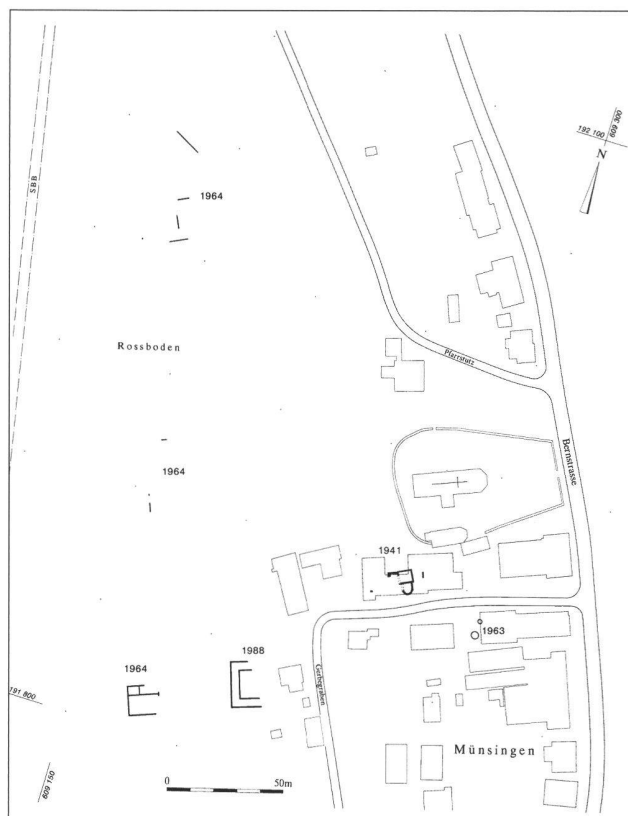 192 100
609 300
N
SBB
1964
Rossboden
Pfarrstutz
1964
Bernstrasse
1941
1963
1964
1988
Gerbegraben
191 800
Münsingen
609 150
0 50m